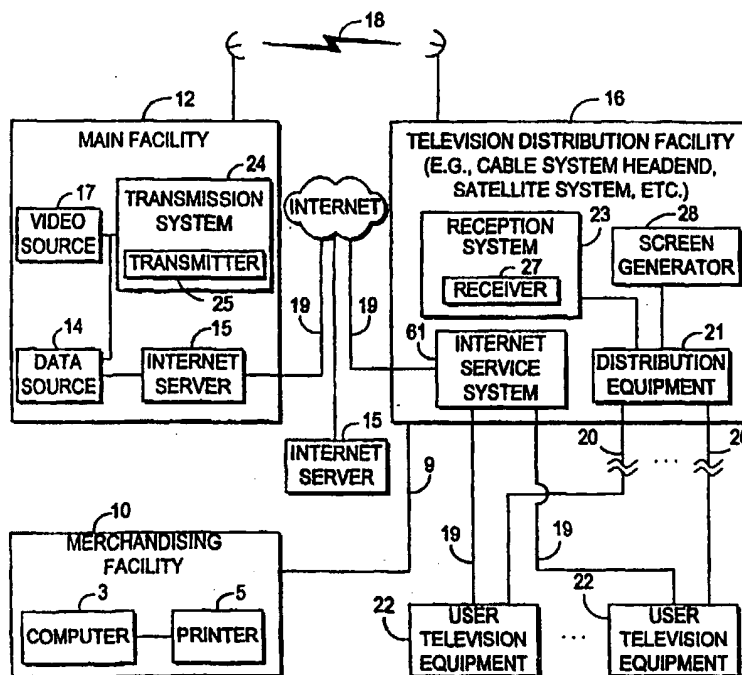 18
12
MAIN FACILITY
24
17
VIDEO
SOURCE
TRANSMISSION
SYSTEM
TRANSMITTER
25
14
DATA
SOURCE
15
INTERNET
SERVER
INTERNET
19
19
15
INTERNET
SERVER
16
TELEVISION DISTRIBUTION FACILITY
(E.G., CABLE SYSTEM HEADEND,
SATELLITE SYSTEM, ETC.)
23
RECEPTION
SYSTEM
27
RECEIVER
28
SCREEN
GENERATOR
61
INTERNET
SERVICE
SYSTEM
21
DISTRIBUTION
EQUIPMENT
20
...
20
9
10
MERCHANDISING
FACILITY
3
COMPUTER
5
PRINTER
19
19
22
USER
TELEVISION
EQUIPMENT
...
22
USER
TELEVISION
EQUIPMENT